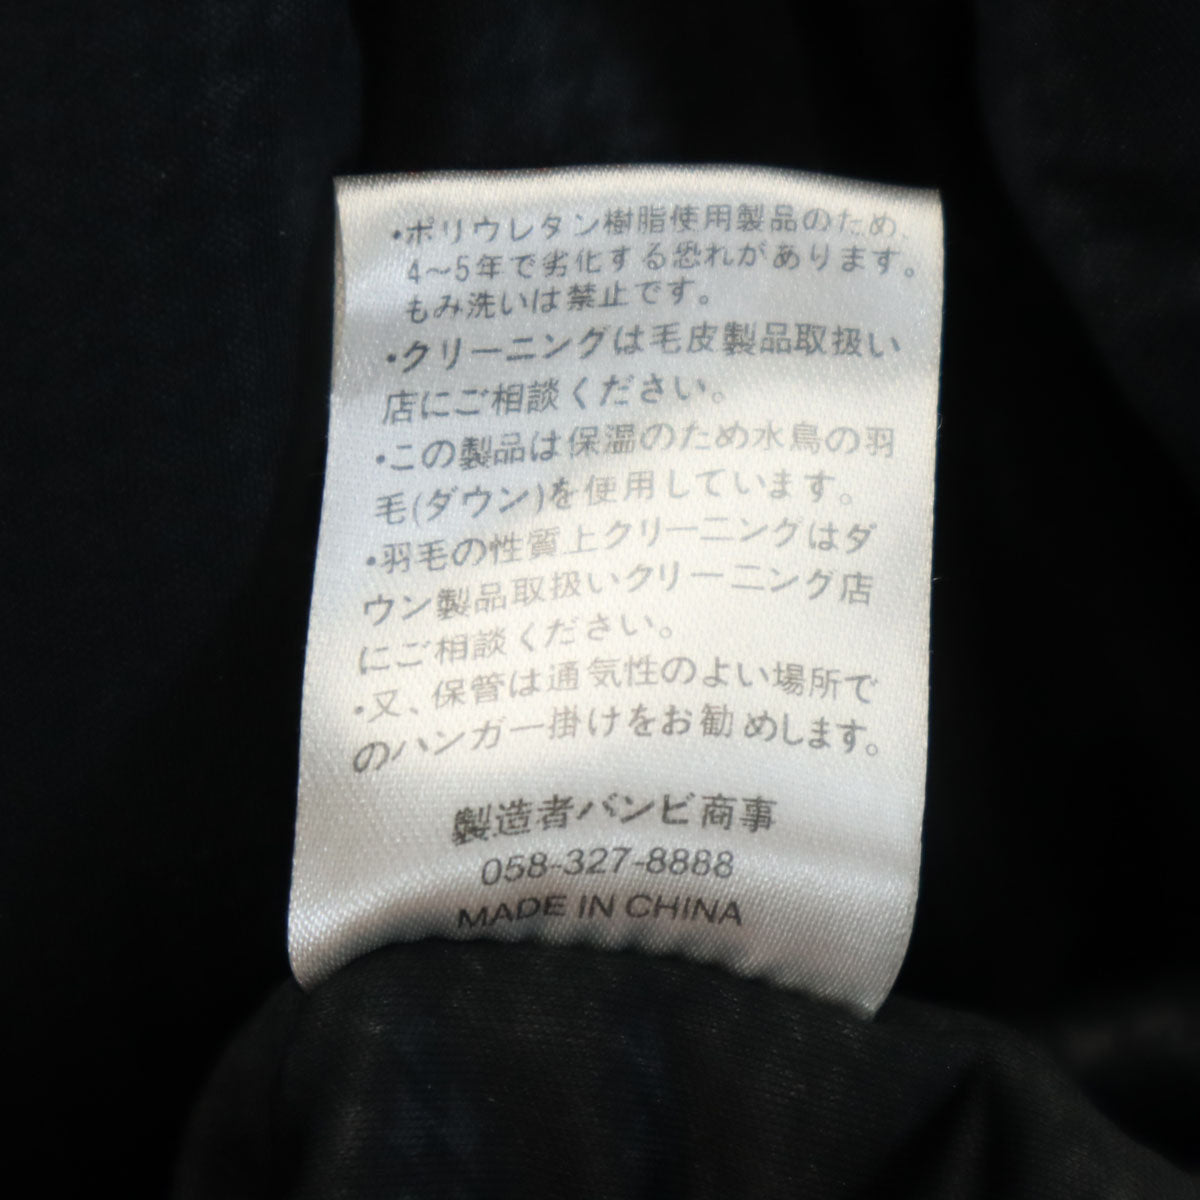 ・ポリウレタン樹脂使用製品のため、
4〜5年で劣化する恐れがあります。
もみ洗いは禁止です。
・クリーニングは毛皮製品取扱い
店にご相談ください。
・この製品は保温のため水鳥の羽
毛(ダウン)を使用しています。
・羽毛の性質上クリーニングはダ
ウン製品取扱いクリーニング店
にご相談ください。
・又、保管は通気性のよい場所で
のハンガー掛けをお勧めします。
製造者バンビ商事
058-327-8888
MADE IN CHINA